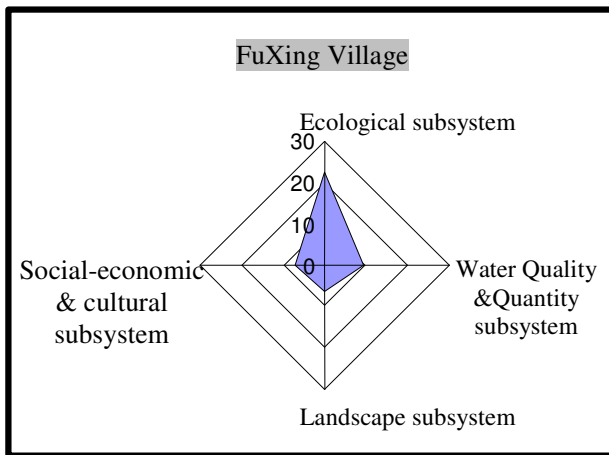 FuXing Village
Ecological subsystem
30
20
10
0
Social-economic
& cultural
subsystem
Water Quality
&Quantity
subsystem
Landscape subsystem